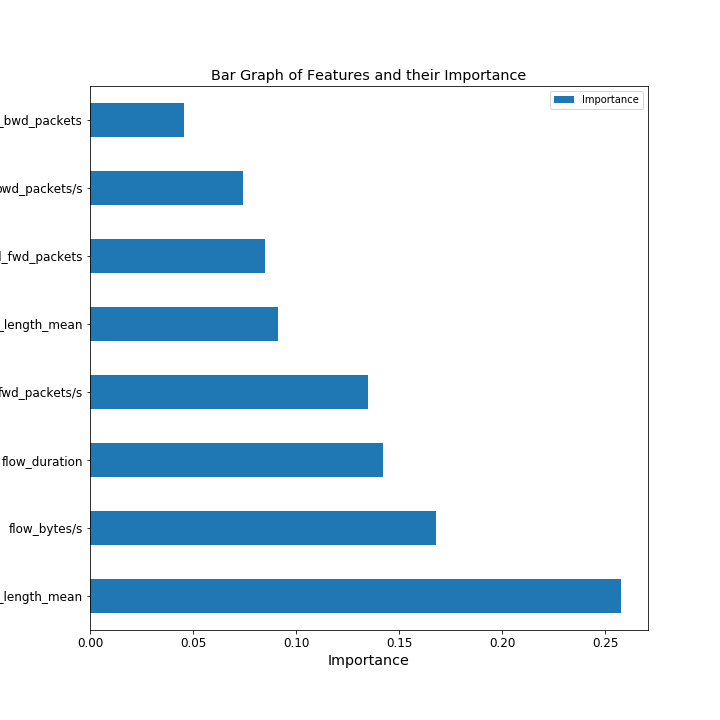 Bar Graph of Features and their Importance
Importance
_bwd_packets
bwd_packets/s
l_fwd_packets
_length_mean
fwd_packets/s
flow_duration
flow_bytes/s
_length_mean
0.00 0.05 0.10 0.15 0.20 0.25
Importance